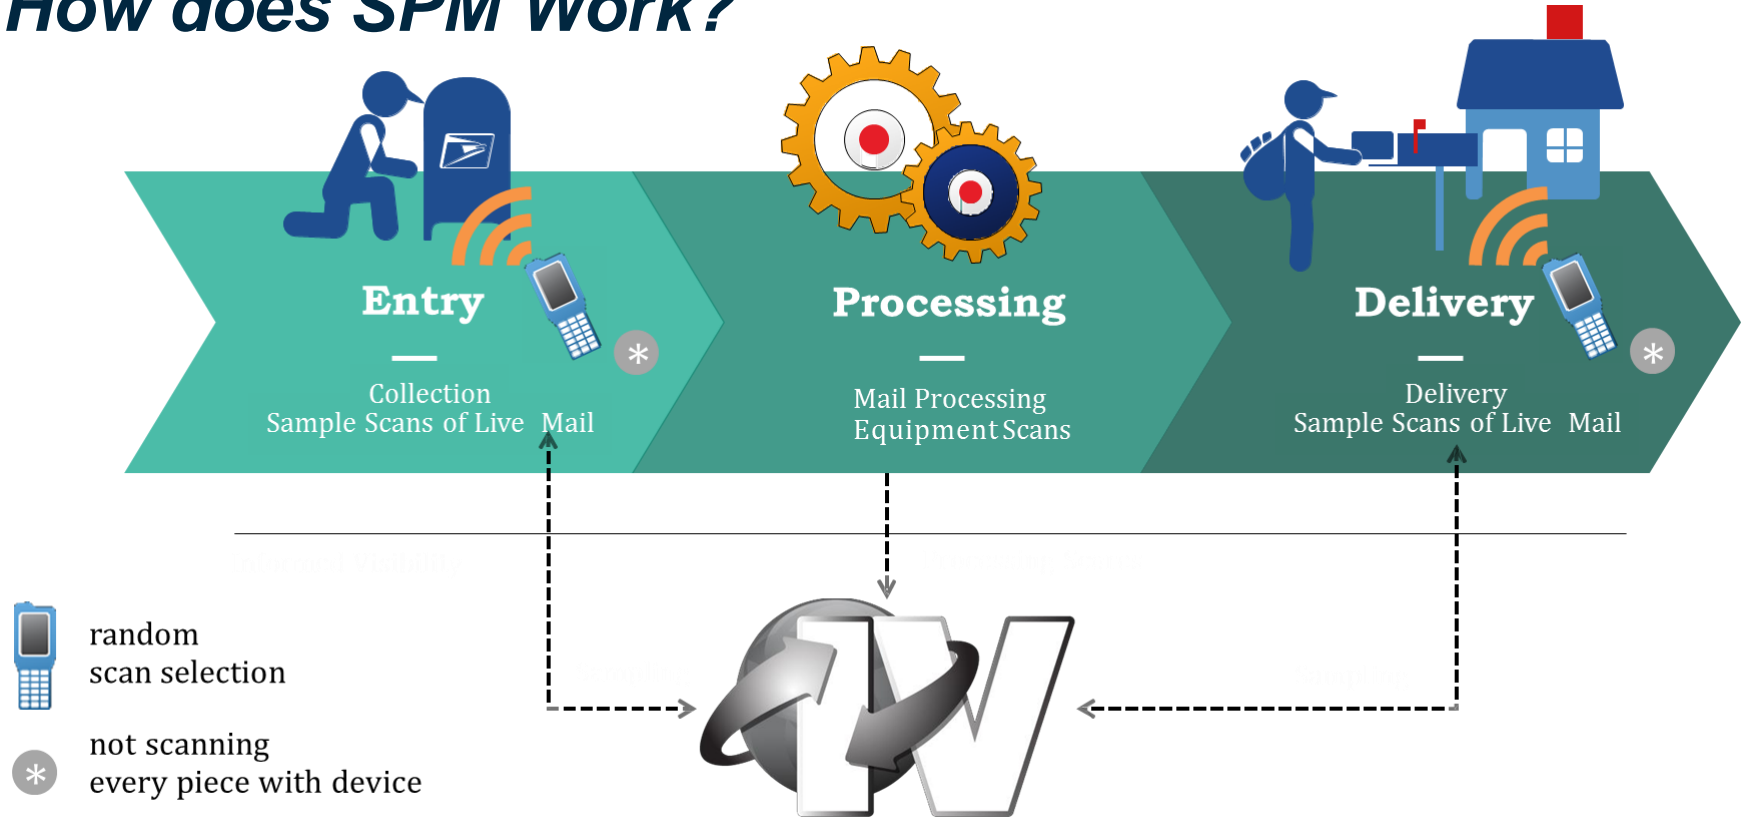 How does SPM Work?
Entry
Collection
Sample Scans of Live Mail
*
Processing
Mail Processing
Equipment Scans
Delivery
Delivery
Sample Scans of Live Mail
*
random
scan selection
*
not scanning
every piece with device
IV